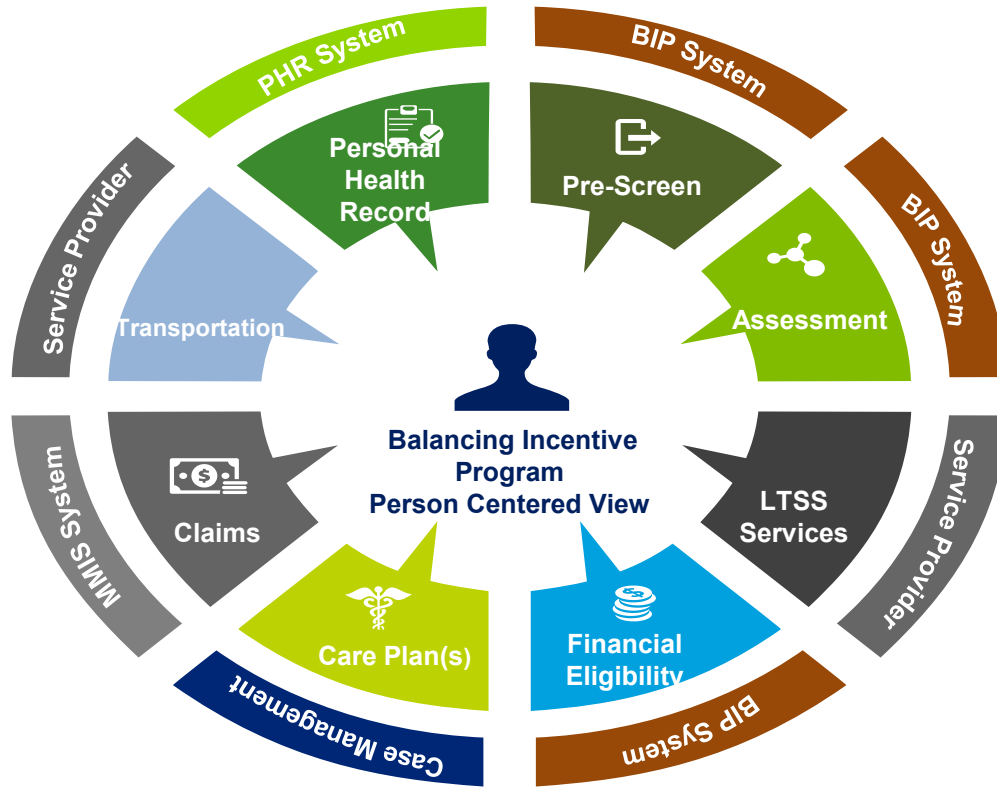 PHR System
BIP System
Personal
Health
Record
Pre-Screen
Service Provider
BIP System
Transportation
Assessment
Balancing Incentive
Program
Person Centered View
MMIS System
Service Provider
$
Claims
LTSS
Services
Care Plan(s)
Financial
Eligibility
Case Management
BIP System